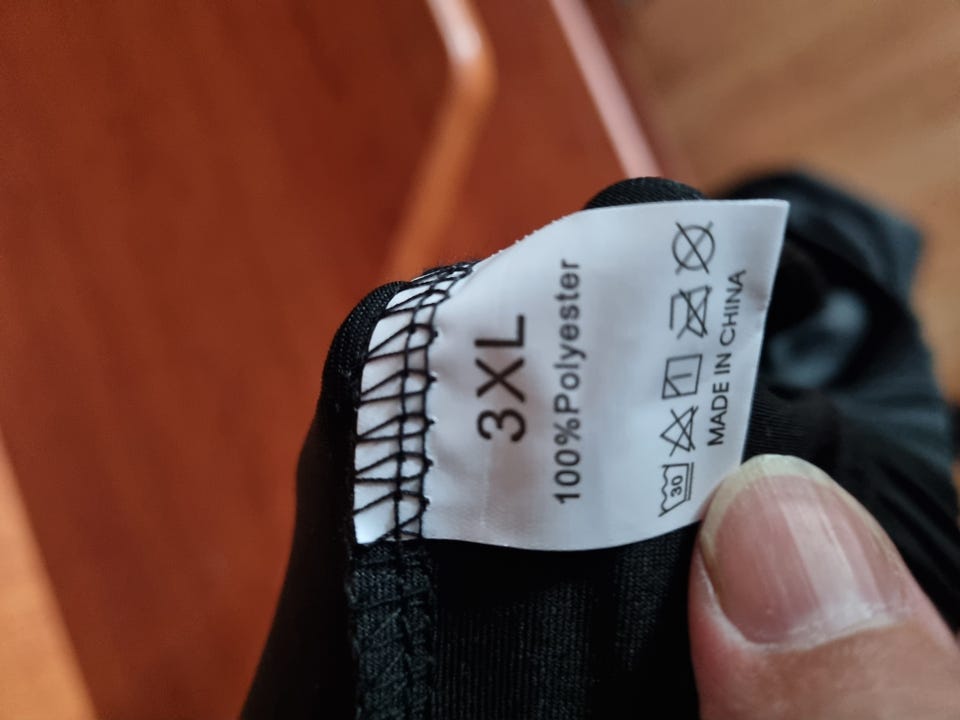 3XL
100%Polyester
30
MADE IN CHINA